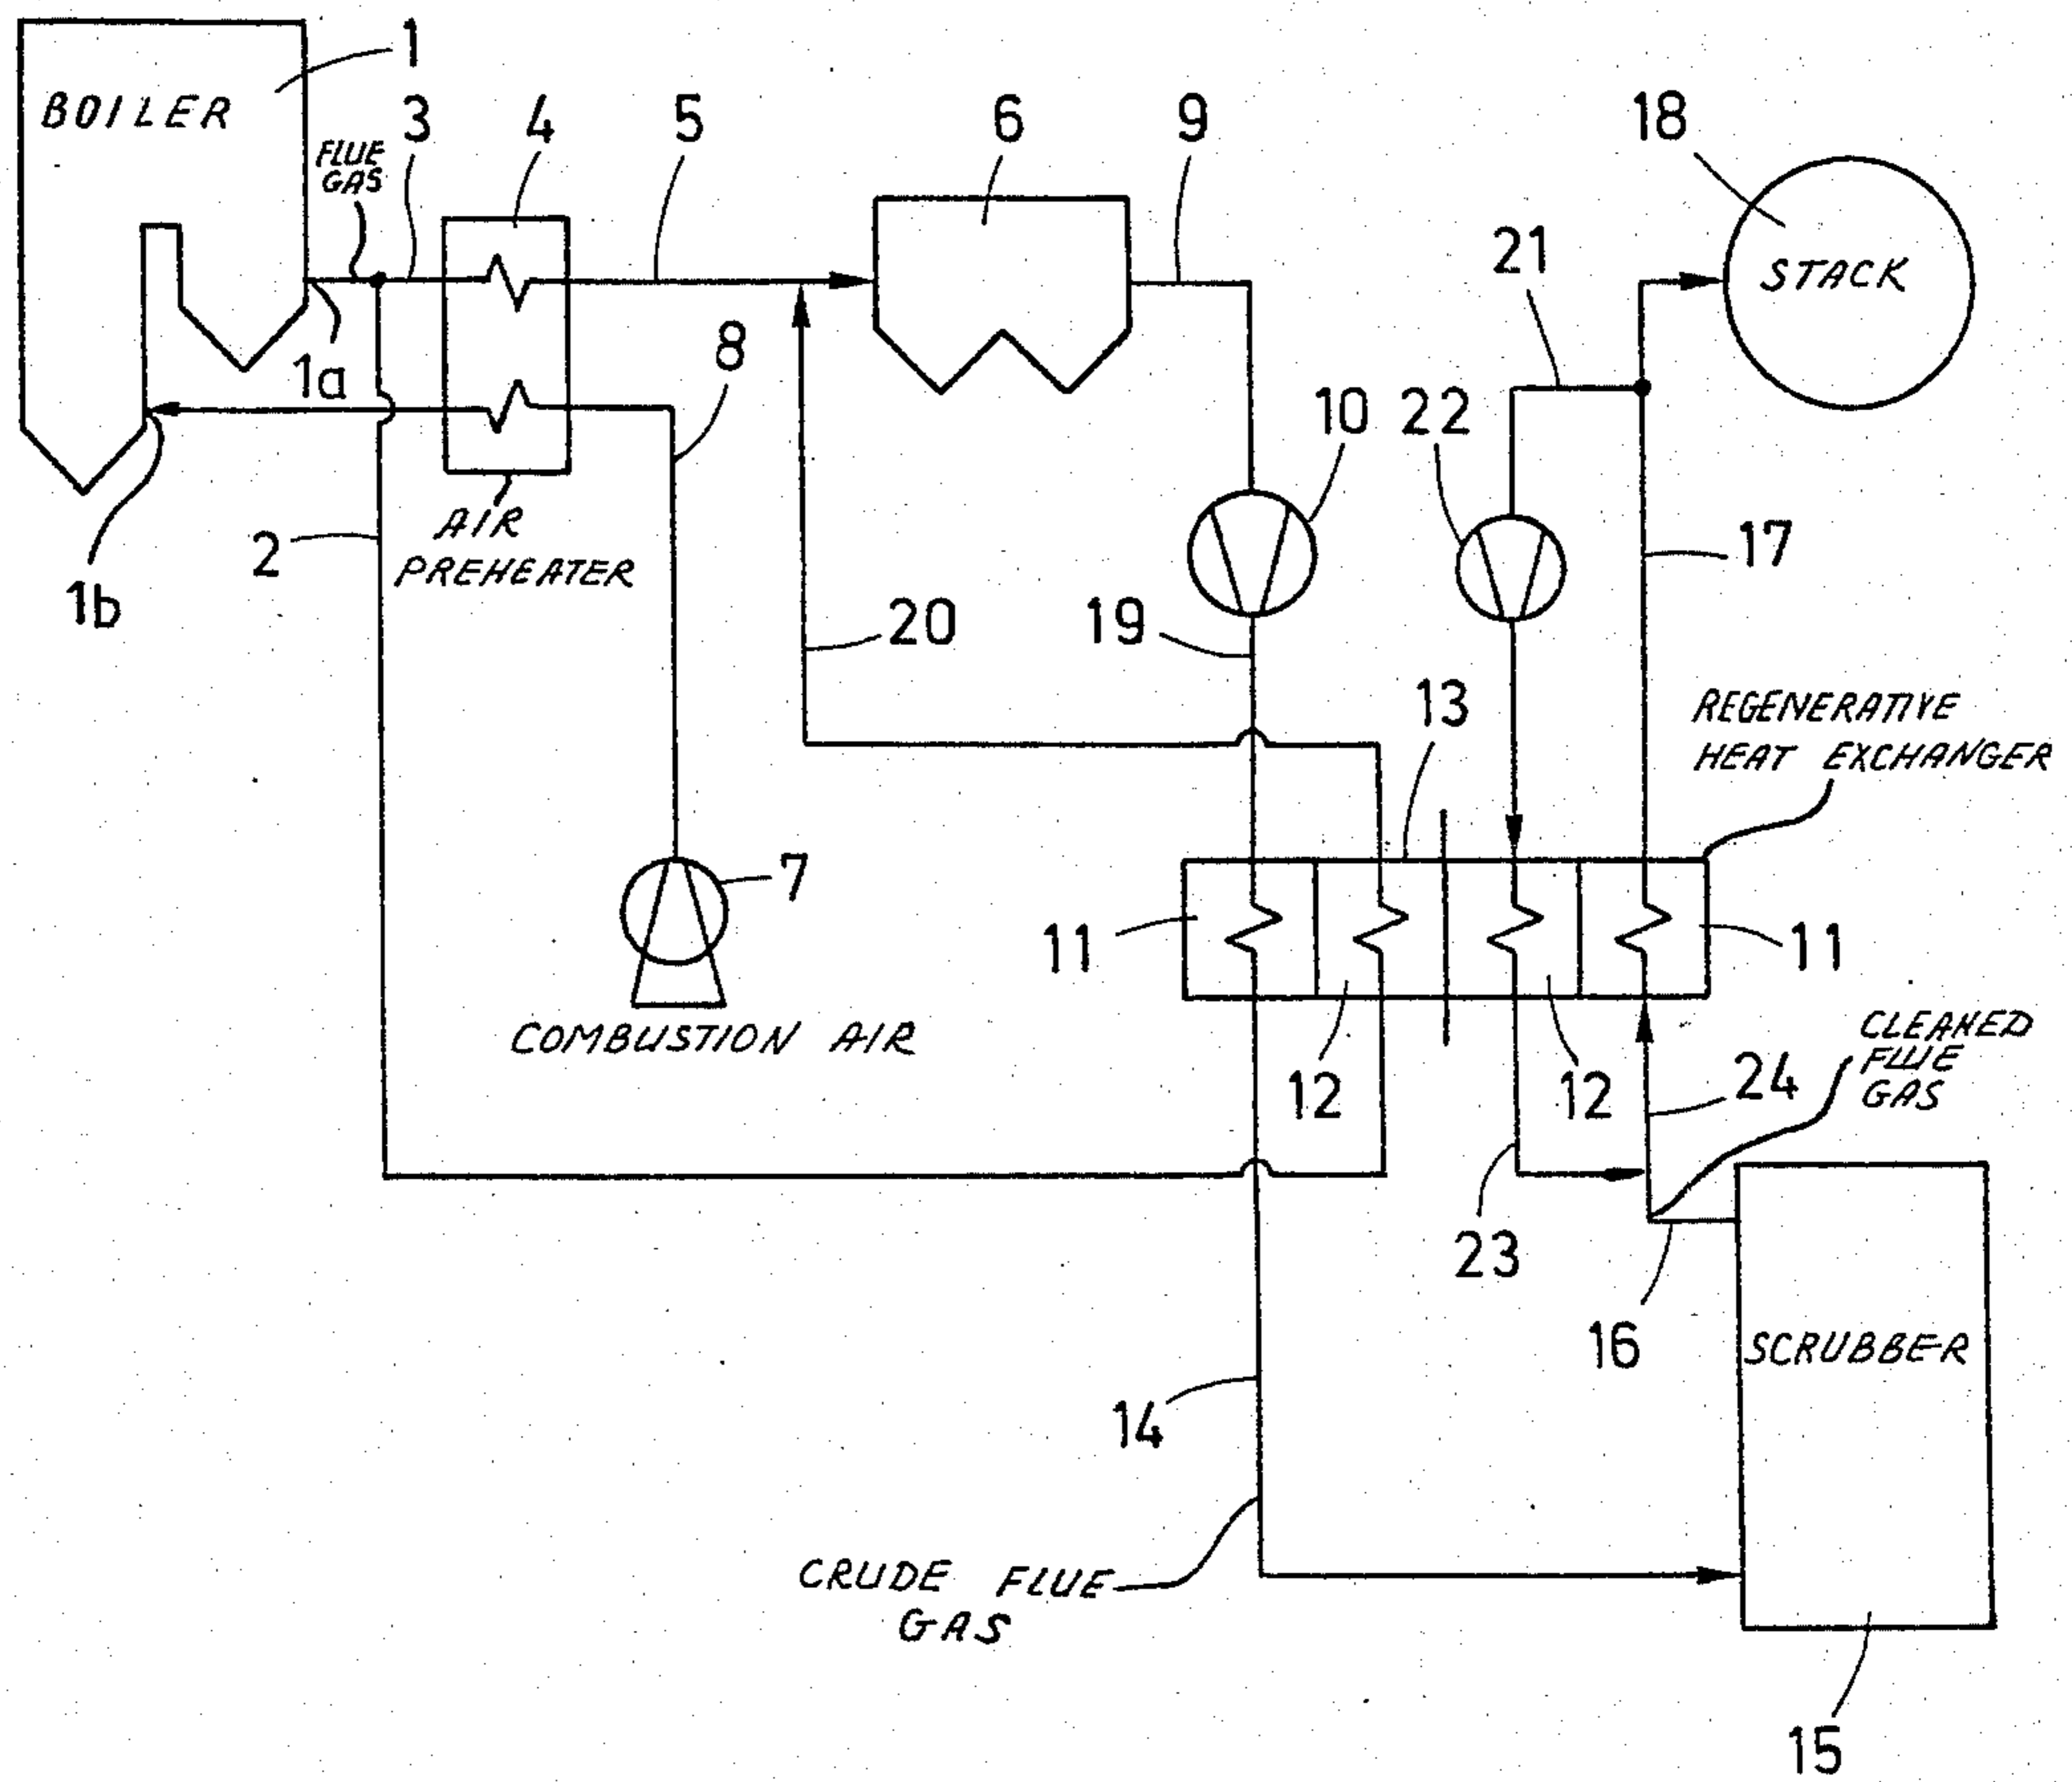 1
BOILER
FLUE
GAS
3
4
5
6
9
18
STACK
21
1a
8
10
22
2
AIR
PREHEATER
1b
20
19
17
13
REGENERATIVE
HEAT EXCHANGER
7
11
11
COMBUSTION AIR
12
12
24
CLEANED
FLUE
GAS
23
16
SCRUBBER
14
CRUDE FLUE
GAS
15